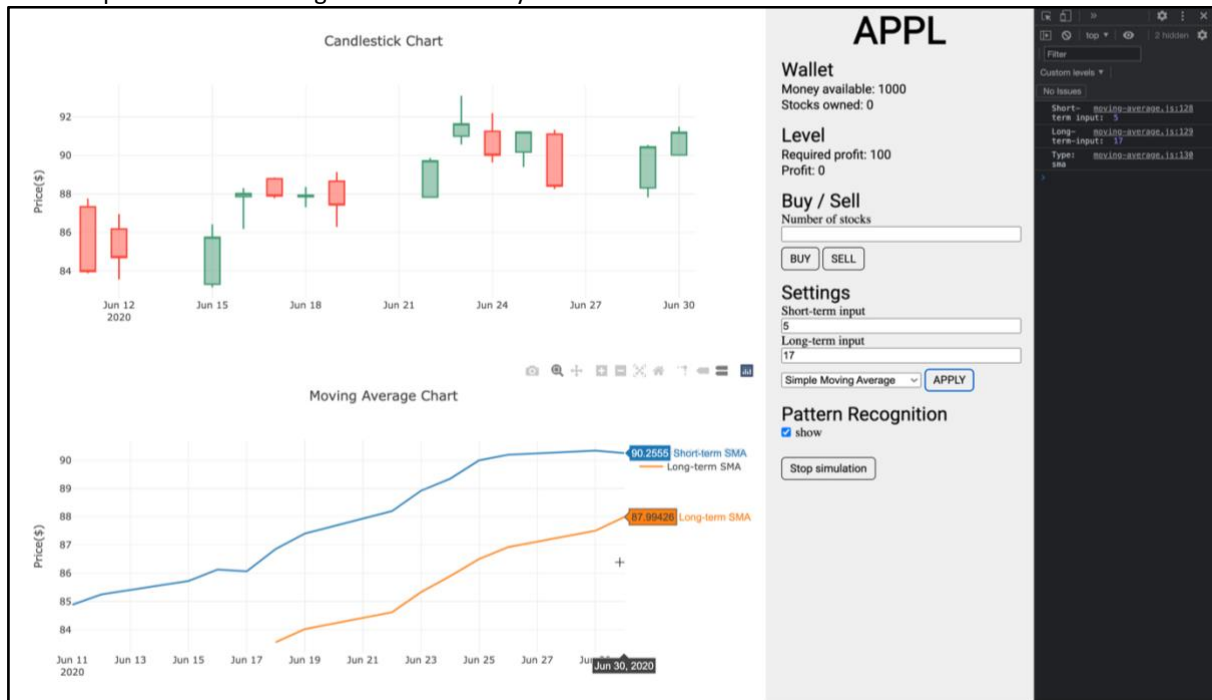 Candlestick Chart
92
90
88
86
84
Price($)
Jun 12
2020
Jun 15
Jun 18
Jun 21
Jun 24
Jun 27
Jun 30
Moving Average Chart
90
89
88
87
86
85
84
Price($)
90.2555 Short-term SMA
Long-term SMA
87.99426 Long-term SMA
Jun 11
2020
Jun 13
Jun 15
Jun 17
Jun 19
Jun 21
Jun 23
Jun 25
Jun 27
Jun 30, 2020
APPL
Wallet
Money available: 1000
Stocks owned: 0
Level
Required profit: 100
Profit: 0
Buy / Sell
Number of stocks
BUY SELL
Settings
Short-term input
5
Long-term input
17
Simple Moving Average APPLY
Pattern Recognition
show
Stop simulation
top 2 hidden
Filter
Custom levels
No Issues
Short- moving-average.js:128
term input: 5
Long- moving-average.js:129
term-input: 17
Type: moving-average.js:130
sma